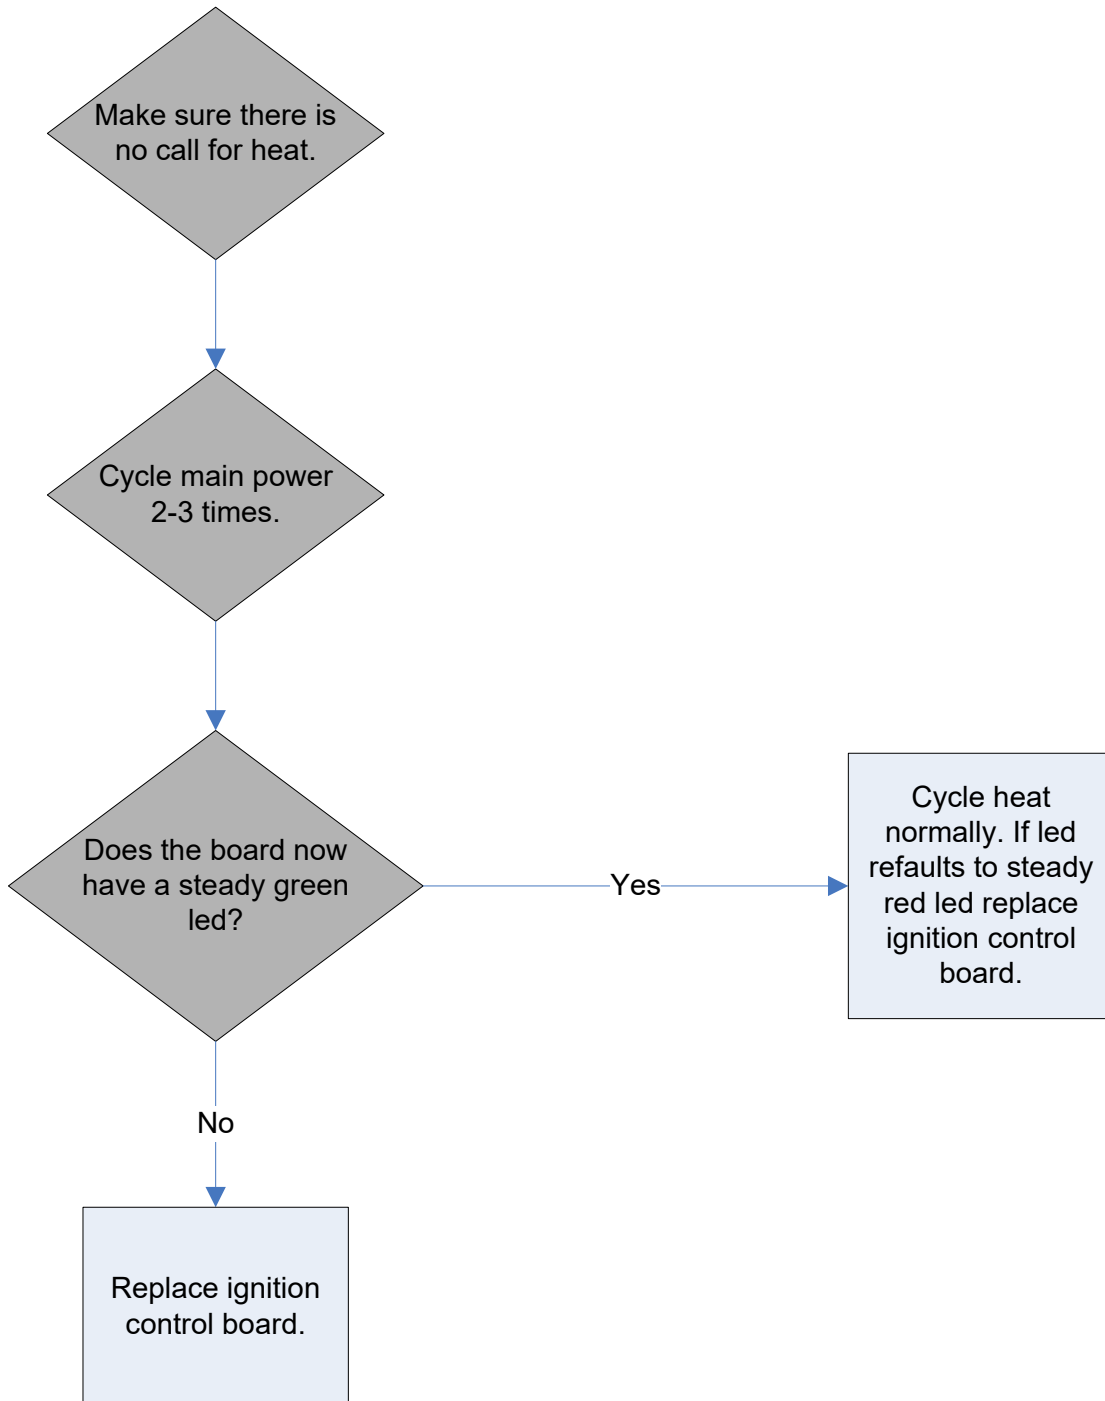 Make sure there is
no call for heat.
Cycle main power
2-3 times.
Does the board now
have a steady green
led?
Yes
Cycle heat
normally. If led
refaults to steady
red led replace
ignition control
board.
No
Replace ignition
control board.